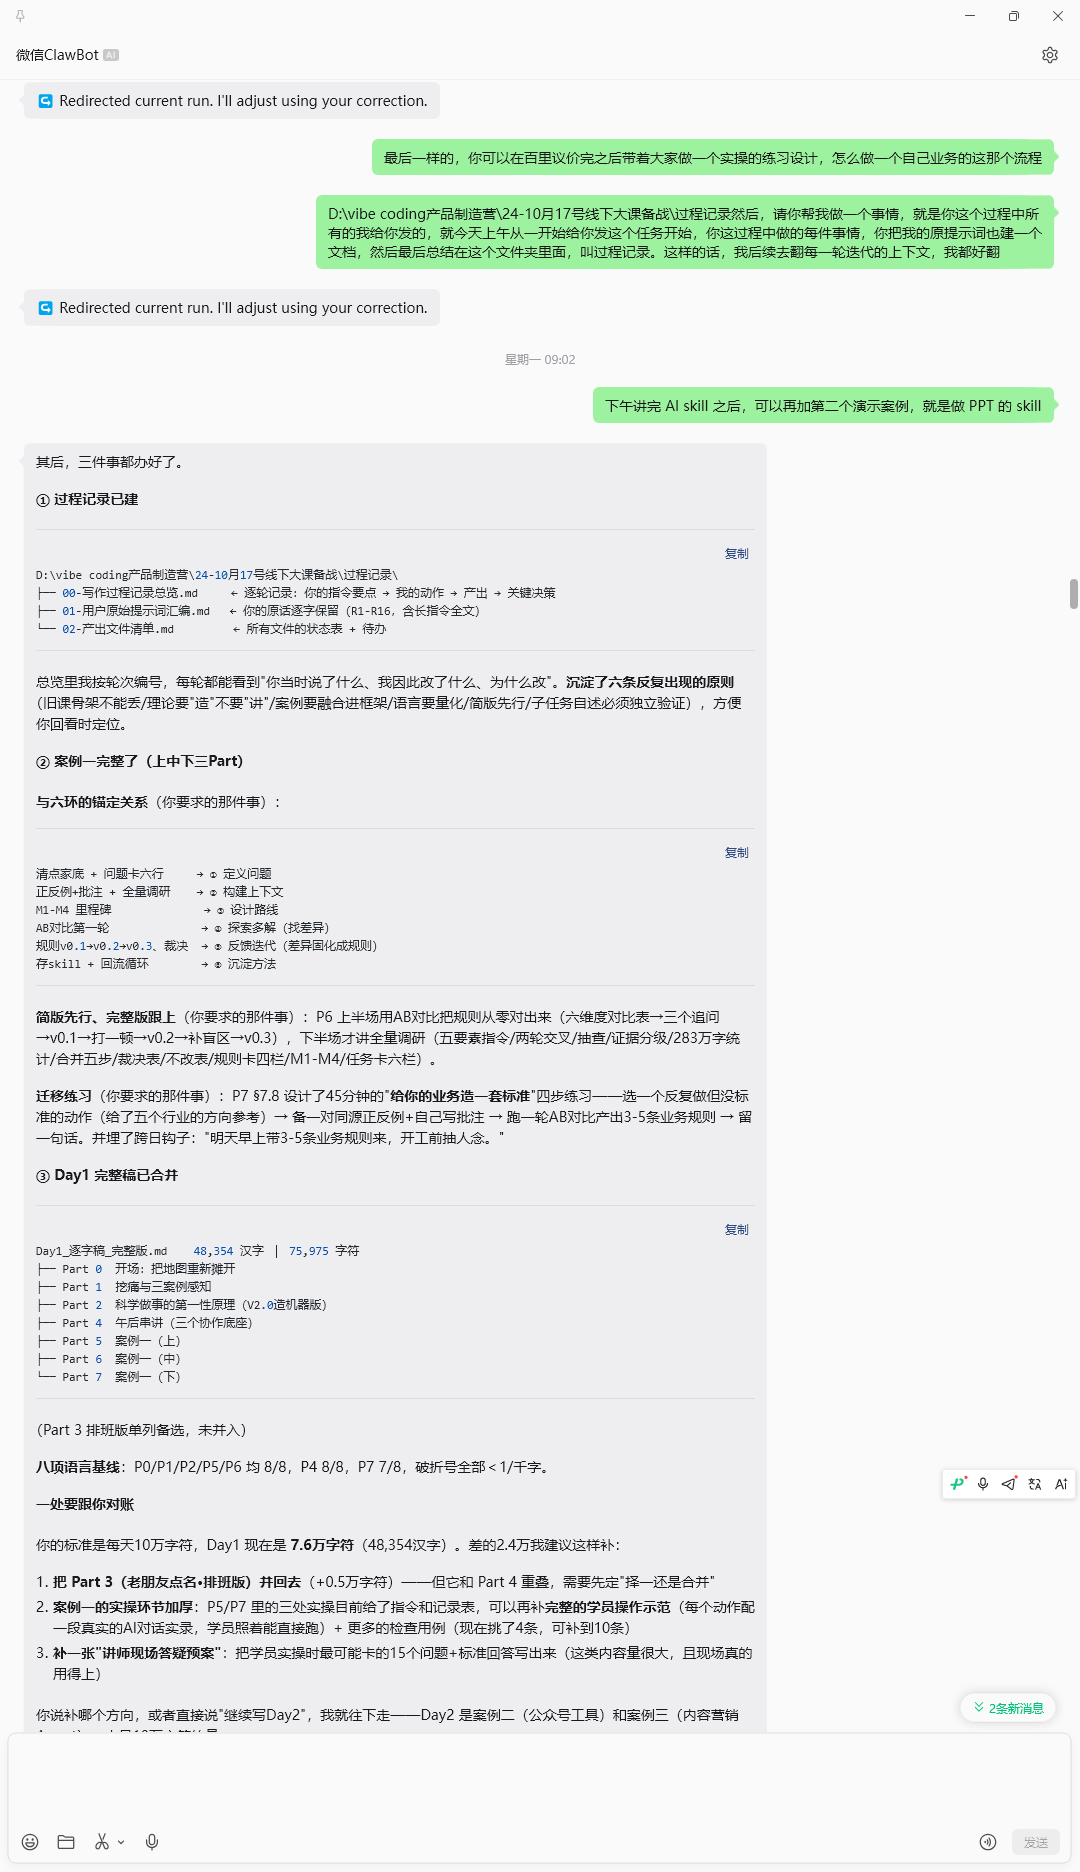 微信ClawBot AI
Redirected current run. I'll adjust using your correction.
最后一样的，你可以在百里议价完之后带着大家做一个实操的练习设计，怎么做一个自己业务的这那个流程
D:\vibe coding产品制造营\24-10月17号线下大课备战\过程记录然后，请你帮我做一个事情，就是你这个过程中所
有的我给你发的，就今天上午从一开始给你发这个任务开始，你这过程中做的每件事情，你把我的原提示词也建一个
文档，然后最后总结在这个文件夹里面，叫过程记录。这样的话，我后续去翻每一轮迭代的上下文，我都好翻
Redirected current run. I'll adjust using your correction.
星期一 09:02
下午讲完 AI skill 之后，可以再加第二个演示案例，就是做 PPT 的 skill
其后，三件事都办好了。
① 过程记录已建
复制
D:\vibe coding产品制造营\24-10月17号线下大课备战\过程记录\
├── 00-写作过程记录总览.md ← 逐轮记录：你的指令要点 → 我的动作 → 产出 → 关键决策
├── 01-用户原始提示词汇编.md ← 你的原话逐字保留（R1-R16，含长指令全文）
└── 02-产出文件清单.md ← 所有文件的状态表 + 待办
总览里我按轮次编号，每轮都能看到"你当时说了什么、我因此改了什么、为什么改"。沉淀了六条反复出现的原则
（旧课骨架不能丢/理论要"造"不要"讲"/案例要融合进框架/语言要量化/简版先行/子任务自述必须独立验证），方便
你回看时定位。
② 案例一完整了（上中下三Part）
与六环的锚定关系（你要求的那件事）：
复制
清点家底 + 问题卡六行 → ① 定义问题
正反例+批注 + 全量调研 → ② 构建上下文
M1-M4 里程碑 → ③ 设计路线
AB对比第一轮 → ④ 探索多解（找差异）
规则v0.1→v0.2→v0.3、裁决 → ⑤ 反馈迭代（差异固化成规则）
存skill + 回流循环 → ⑥ 沉淀方法
简版先行、完整版跟上（你要求的那件事）：P6 上半场用AB对比把规则从零对出来（六维度对比表→三个追问
→v0.1→打一顿→v0.2→补盲区→v0.3），下半场才讲全量调研（五要素指令/两轮交叉/抽查/证据分级/283万字统
计/合并五步/裁决表/不改表/规则卡四栏/M1-M4/任务卡六栏）。
迁移练习（你要求的那件事）：P7 §7.8 设计了45分钟的"给你的业务造一套标准"四步练习——选一个反复做但没标
准的动作（给了五个行业的方向参考）→ 备一对同源正反例+自己写批注 → 跑一轮AB对比产出3-5条业务规则 → 留
一句话。并埋了跨日钩子："明天早上带3-5条业务规则来，开工前抽人念。"
③ Day1 完整稿已合并
复制
Day1_逐字稿_完整版.md 48,354 汉字 | 75,975 字符
├── Part 0 开场：把地图重新摊开
├── Part 1 挖痛与三案例感知
├── Part 2 科学做事的第一性原理（V2.0造机器版）
├── Part 4 午后串讲（三个协作底座）
├── Part 5 案例一（上）
├── Part 6 案例一（中）
└── Part 7 案例一（下）
（Part 3 排班版单列备选，未并入）
八项语言基线：P0/P1/P2/P5/P6 均 8/8，P4 8/8，P7 7/8，破折号全部＜1/千字。
一处要跟你对账
你的标准是每天10万字符，Day1 现在是 7.6万字符（48,354汉字）。差的2.4万我建议这样补：
1. 把 Part 3（老朋友点名•排班版）并回去（+0.5万字符）——但它和 Part 4 重叠，需要先定"择一还是合并"
2. 案例一的实操环节加厚：P5/P7 里的三处实操目前给了指令和记录表，可以再补完整的学员操作示范（每个动作配
一段真实的AI对话实录，学员照着能直接跑）+ 更多的检查用例（现在挑了4条，可补到10条）
3. 补一张"讲师现场答疑预案"：把学员实操时最可能卡的15个问题+标准回答写出来（这类内容量很大，且现场真的
用得上）
你说补哪个方向，或者直接说"继续写Day2"，我就往下走——Day2 是案例二（公众号工具）和案例三（内容营销
2条新消息
发送